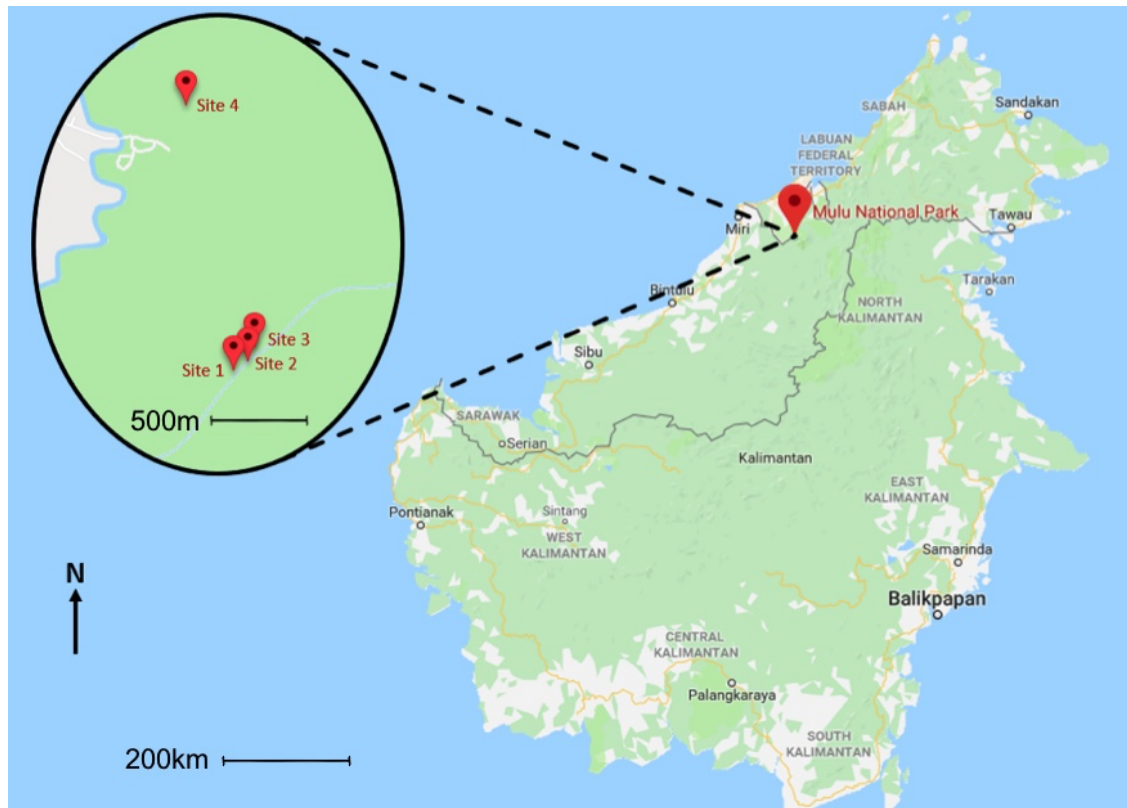 Site 4
Site 3
Site 1
Site 2
500m
SABAH
Sandakan
LABUAN
FEDERAL
TERRITORY
Mulu National Park
Miri
Tawau
Tarakan
Bintulu
NORTH
KALIMANTAN
Sibu
SARAWAK
Serian
Kalimantan
EAST
KALIMANTAN
Pontianak
Sintang
WEST
KALIMANTAN
Samarinda
N
Balikpapan
CENTRAL
KALIMANTAN
Palangkaraya
SOUTH
KALIMANTAN
200km